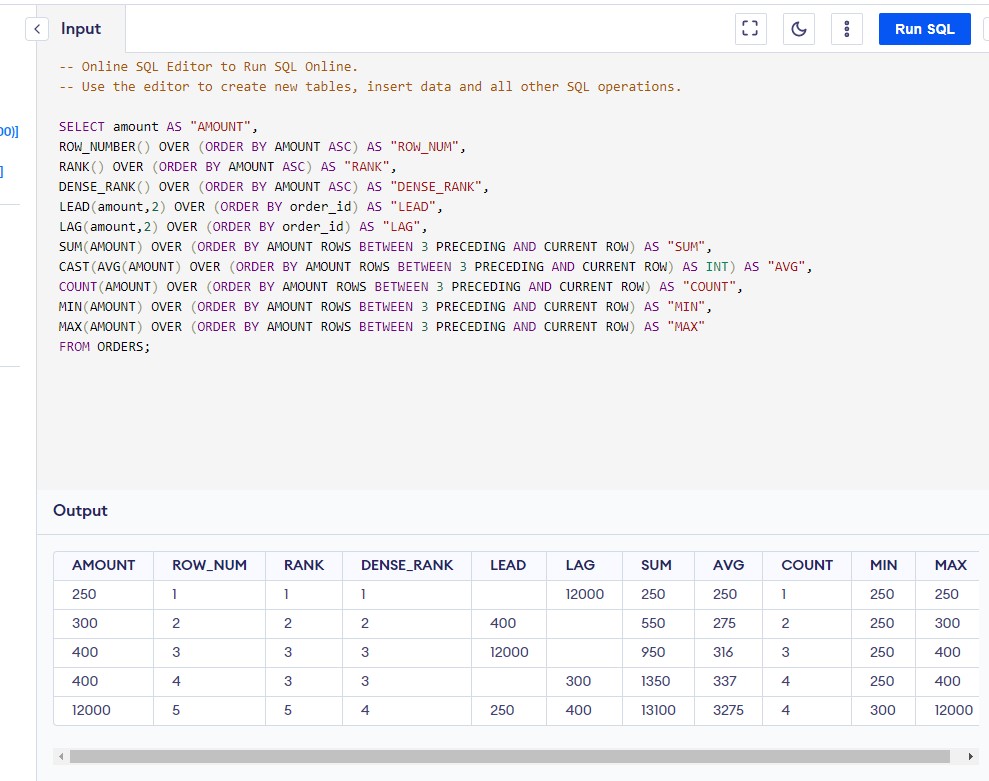 Input
Run SQL
-- Online SQL Editor to Run SQL Online.
-- Use the editor to create new tables, insert data and all other SQL operations.
00)]
]
SELECT amount AS "AMOUNT",
ROW_NUMBER() OVER (ORDER BY AMOUNT ASC) AS "ROW_NUM",
RANK() OVER (ORDER BY AMOUNT ASC) AS "RANK",
DENSE_RANK() OVER (ORDER BY AMOUNT ASC) AS "DENSE_RANK",
LEAD(amount,2) OVER (ORDER BY order_id) AS "LEAD",
LAG(amount,2) OVER (ORDER BY order_id) AS "LAG",
SUM(AMOUNT) OVER (ORDER BY AMOUNT ROWS BETWEEN 3 PRECEDING AND CURRENT ROW) AS "SUM",
CAST(AVG(AMOUNT) OVER (ORDER BY AMOUNT ROWS BETWEEN 3 PRECEDING AND CURRENT ROW) AS INT) AS "AVG",
COUNT(AMOUNT) OVER (ORDER BY AMOUNT ROWS BETWEEN 3 PRECEDING AND CURRENT ROW) AS "COUNT",
MIN(AMOUNT) OVER (ORDER BY AMOUNT ROWS BETWEEN 3 PRECEDING AND CURRENT ROW) AS "MIN",
MAX(AMOUNT) OVER (ORDER BY AMOUNT ROWS BETWEEN 3 PRECEDING AND CURRENT ROW) AS "MAX"
FROM ORDERS;
Output
AMOUNT ROW_NUM RANK DENSE_RANK LEAD LAG SUM AVG COUNT MIN MAX
250 1 1 1 12000 250 250 1 250 250
300 2 2 2 400 550 275 2 250 300
400 3 3 3 12000 950 316 3 250 400
400 4 3 3 300 1350 337 4 250 400
12000 5 5 4 250 400 13100 3275 4 300 12000